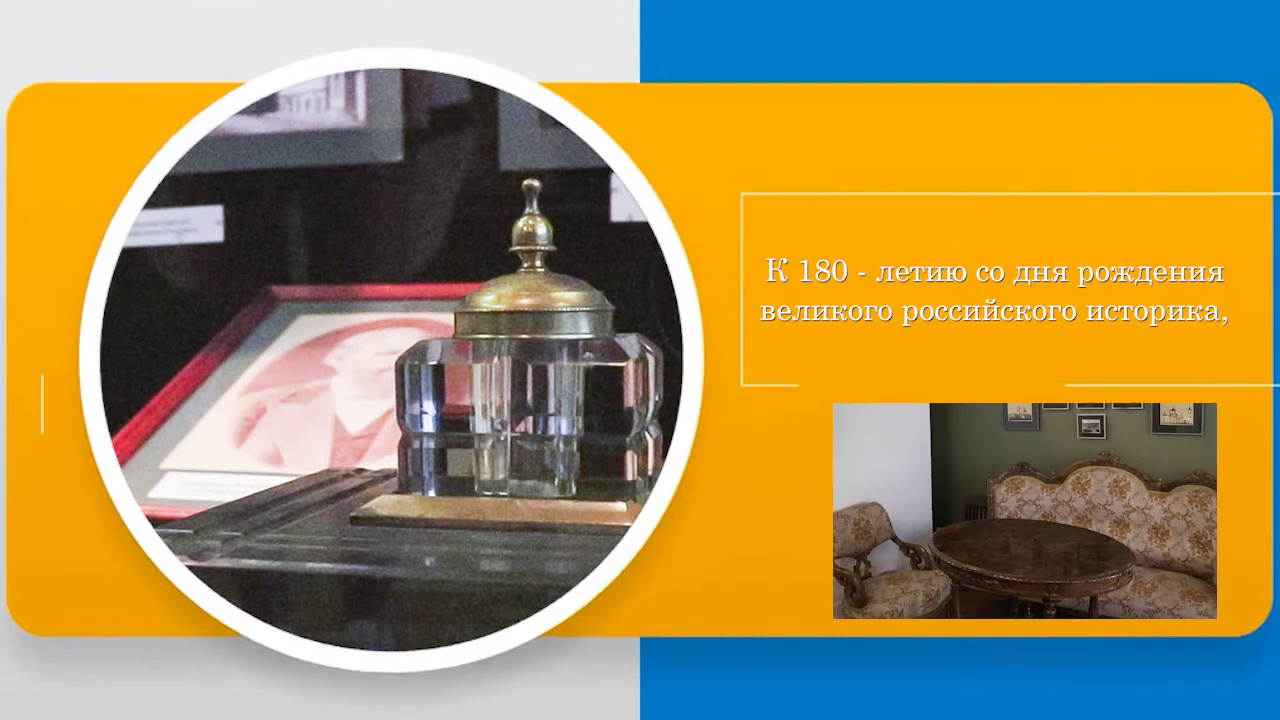 К 180 - летию со дня рождения
великого российского историка,